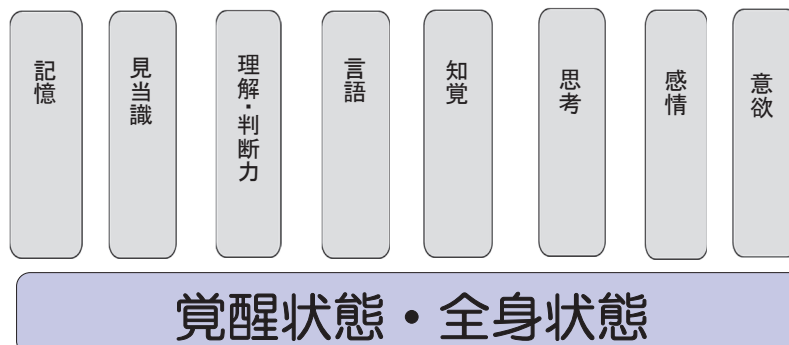 記憶
見当識
理解・判断力
言語
知覚
思考
感情
意欲
覚醒状態・全身状態